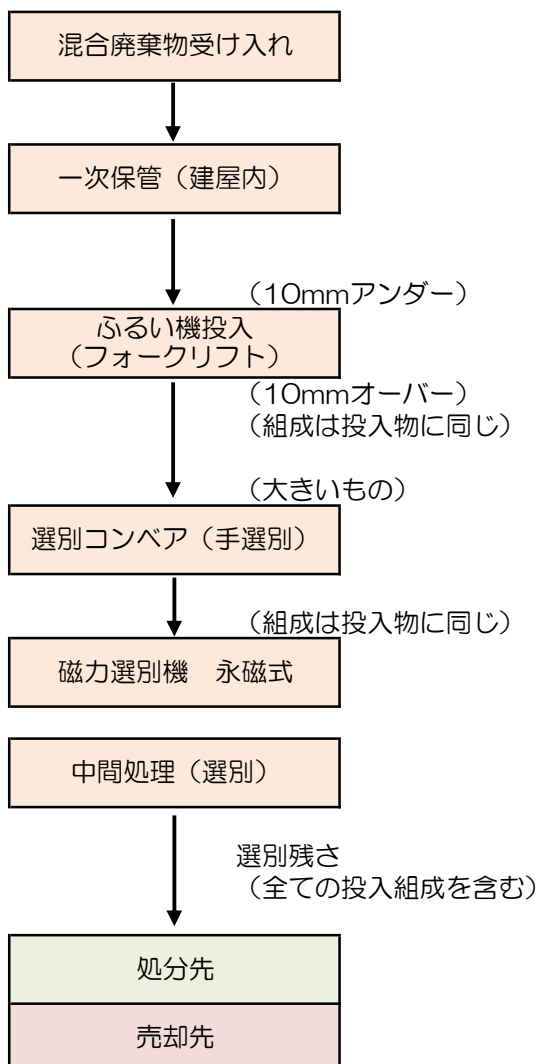 混合廃棄物受け入れ
一次保管（建屋内）
（10mmアンダー）
ふるい機投入
（フォークリフト）
（10mmオーバー）
（組成は投入物に同じ）
（大きいもの）
選別コンベア（手選別）
（組成は投入物に同じ）
磁力選別機　永磁式
中間処理（選別）
選別残さ
（全ての投入組成を含む）
処分先
売却先